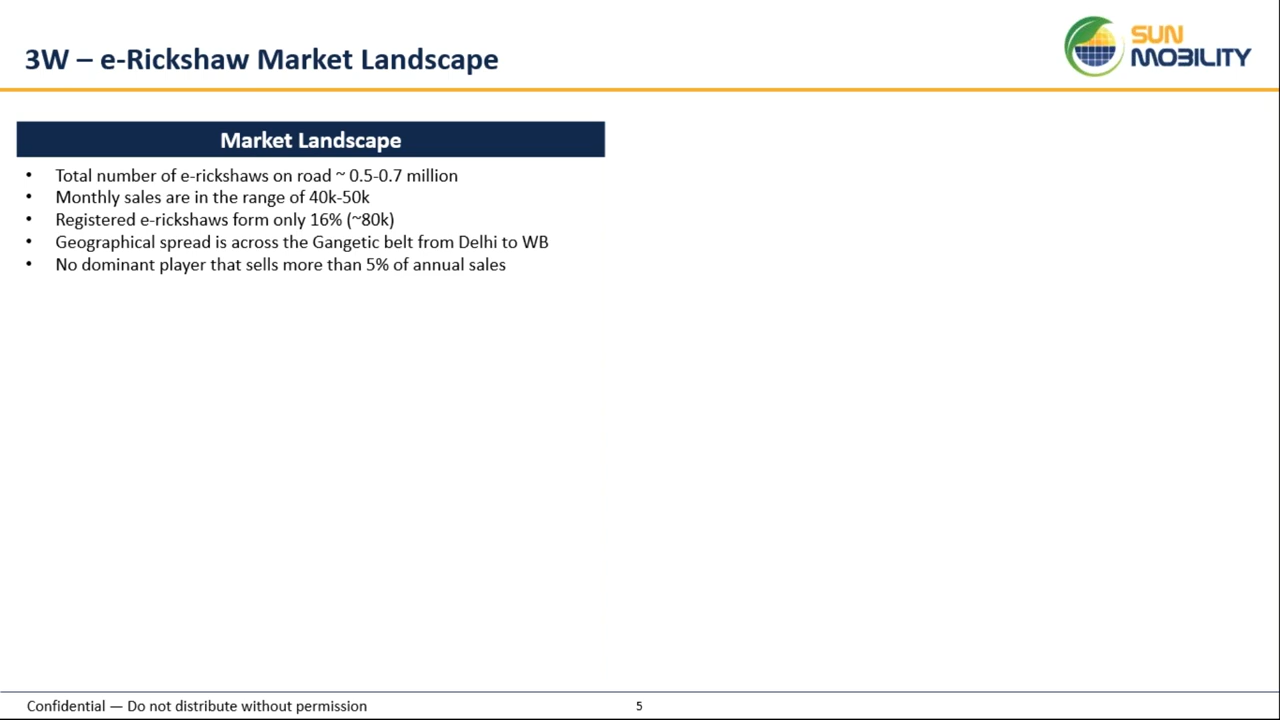 3W – e-Rickshaw Market Landscape
SUN
MOBILITY
Market Landscape
• Total number of e-rickshaws on road ~ 0.5-0.7 million
• Monthly sales are in the range of 40k-50k
• Registered e-rickshaws form only 16% (~80k)
• Geographical spread is across the Gangetic belt from Delhi to WB
• No dominant player that sells more than 5% of annual sales
Confidential — Do not distribute without permission
5